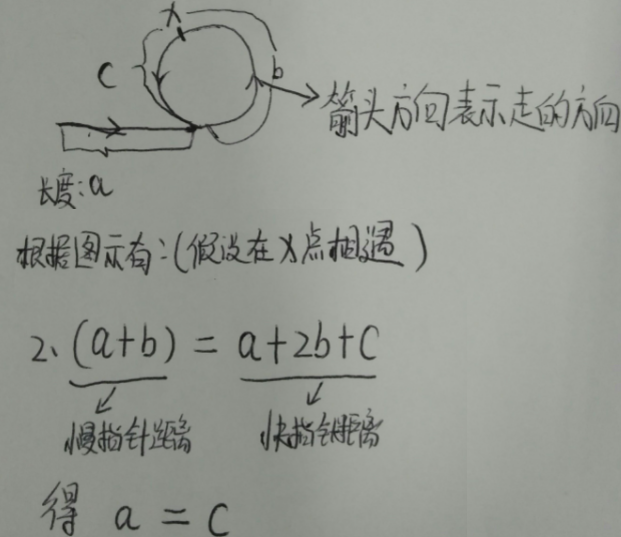 x
C
b
箭头方向表示走的方向
长度:a
根据图示有:(假设在X点相遇)
2、(a+b) = a+2b+C
慢指针距离 快指针距离
得 a = C